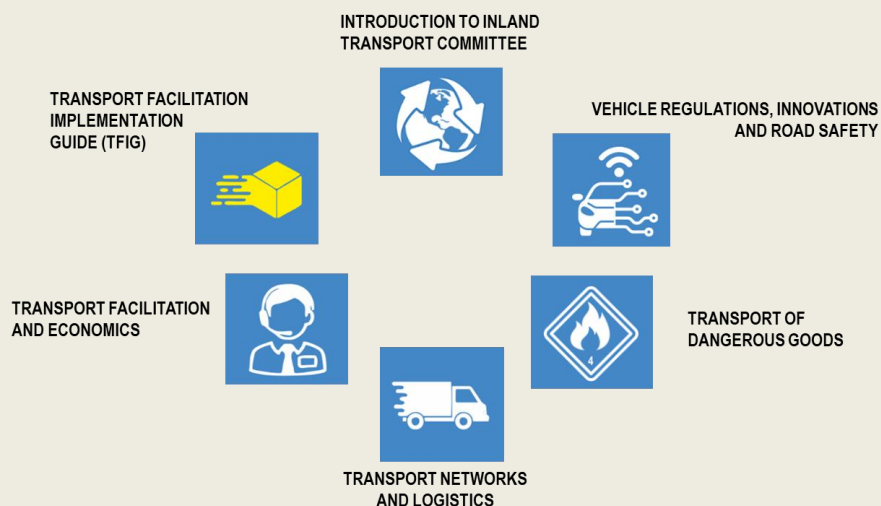 INTRODUCTION TO INLAND
TRANSPORT COMMITTEE
TRANSPORT FACILITATION
IMPLEMENTATION
GUIDE (TFIG)
VEHICLE REGULATIONS, INNOVATIONS
AND ROAD SAFETY
TRANSPORT FACILITATION
AND ECONOMICS
4
TRANSPORT OF
DANGEROUS GOODS
TRANSPORT NETWORKS
AND LOGISTICS